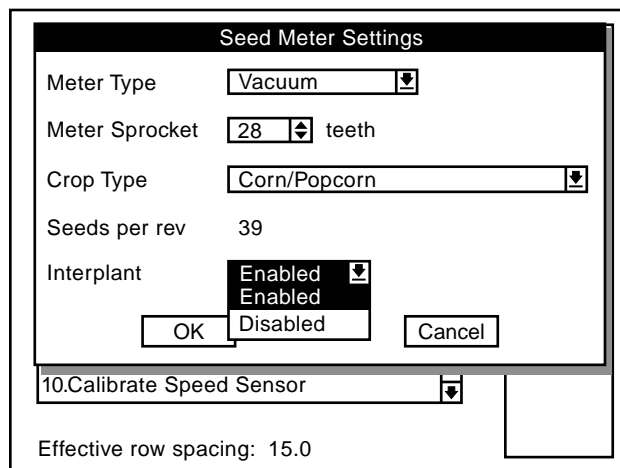 Seed Meter Settings
Meter Type Vacuum
Meter Sprocket 28 teeth
Crop Type Corn/Popcorn
Seeds per rev 39
Interplant Enabled
Enabled
OK Disabled Cancel
10.Calibrate Speed Sensor
Effective row spacing: 15.0